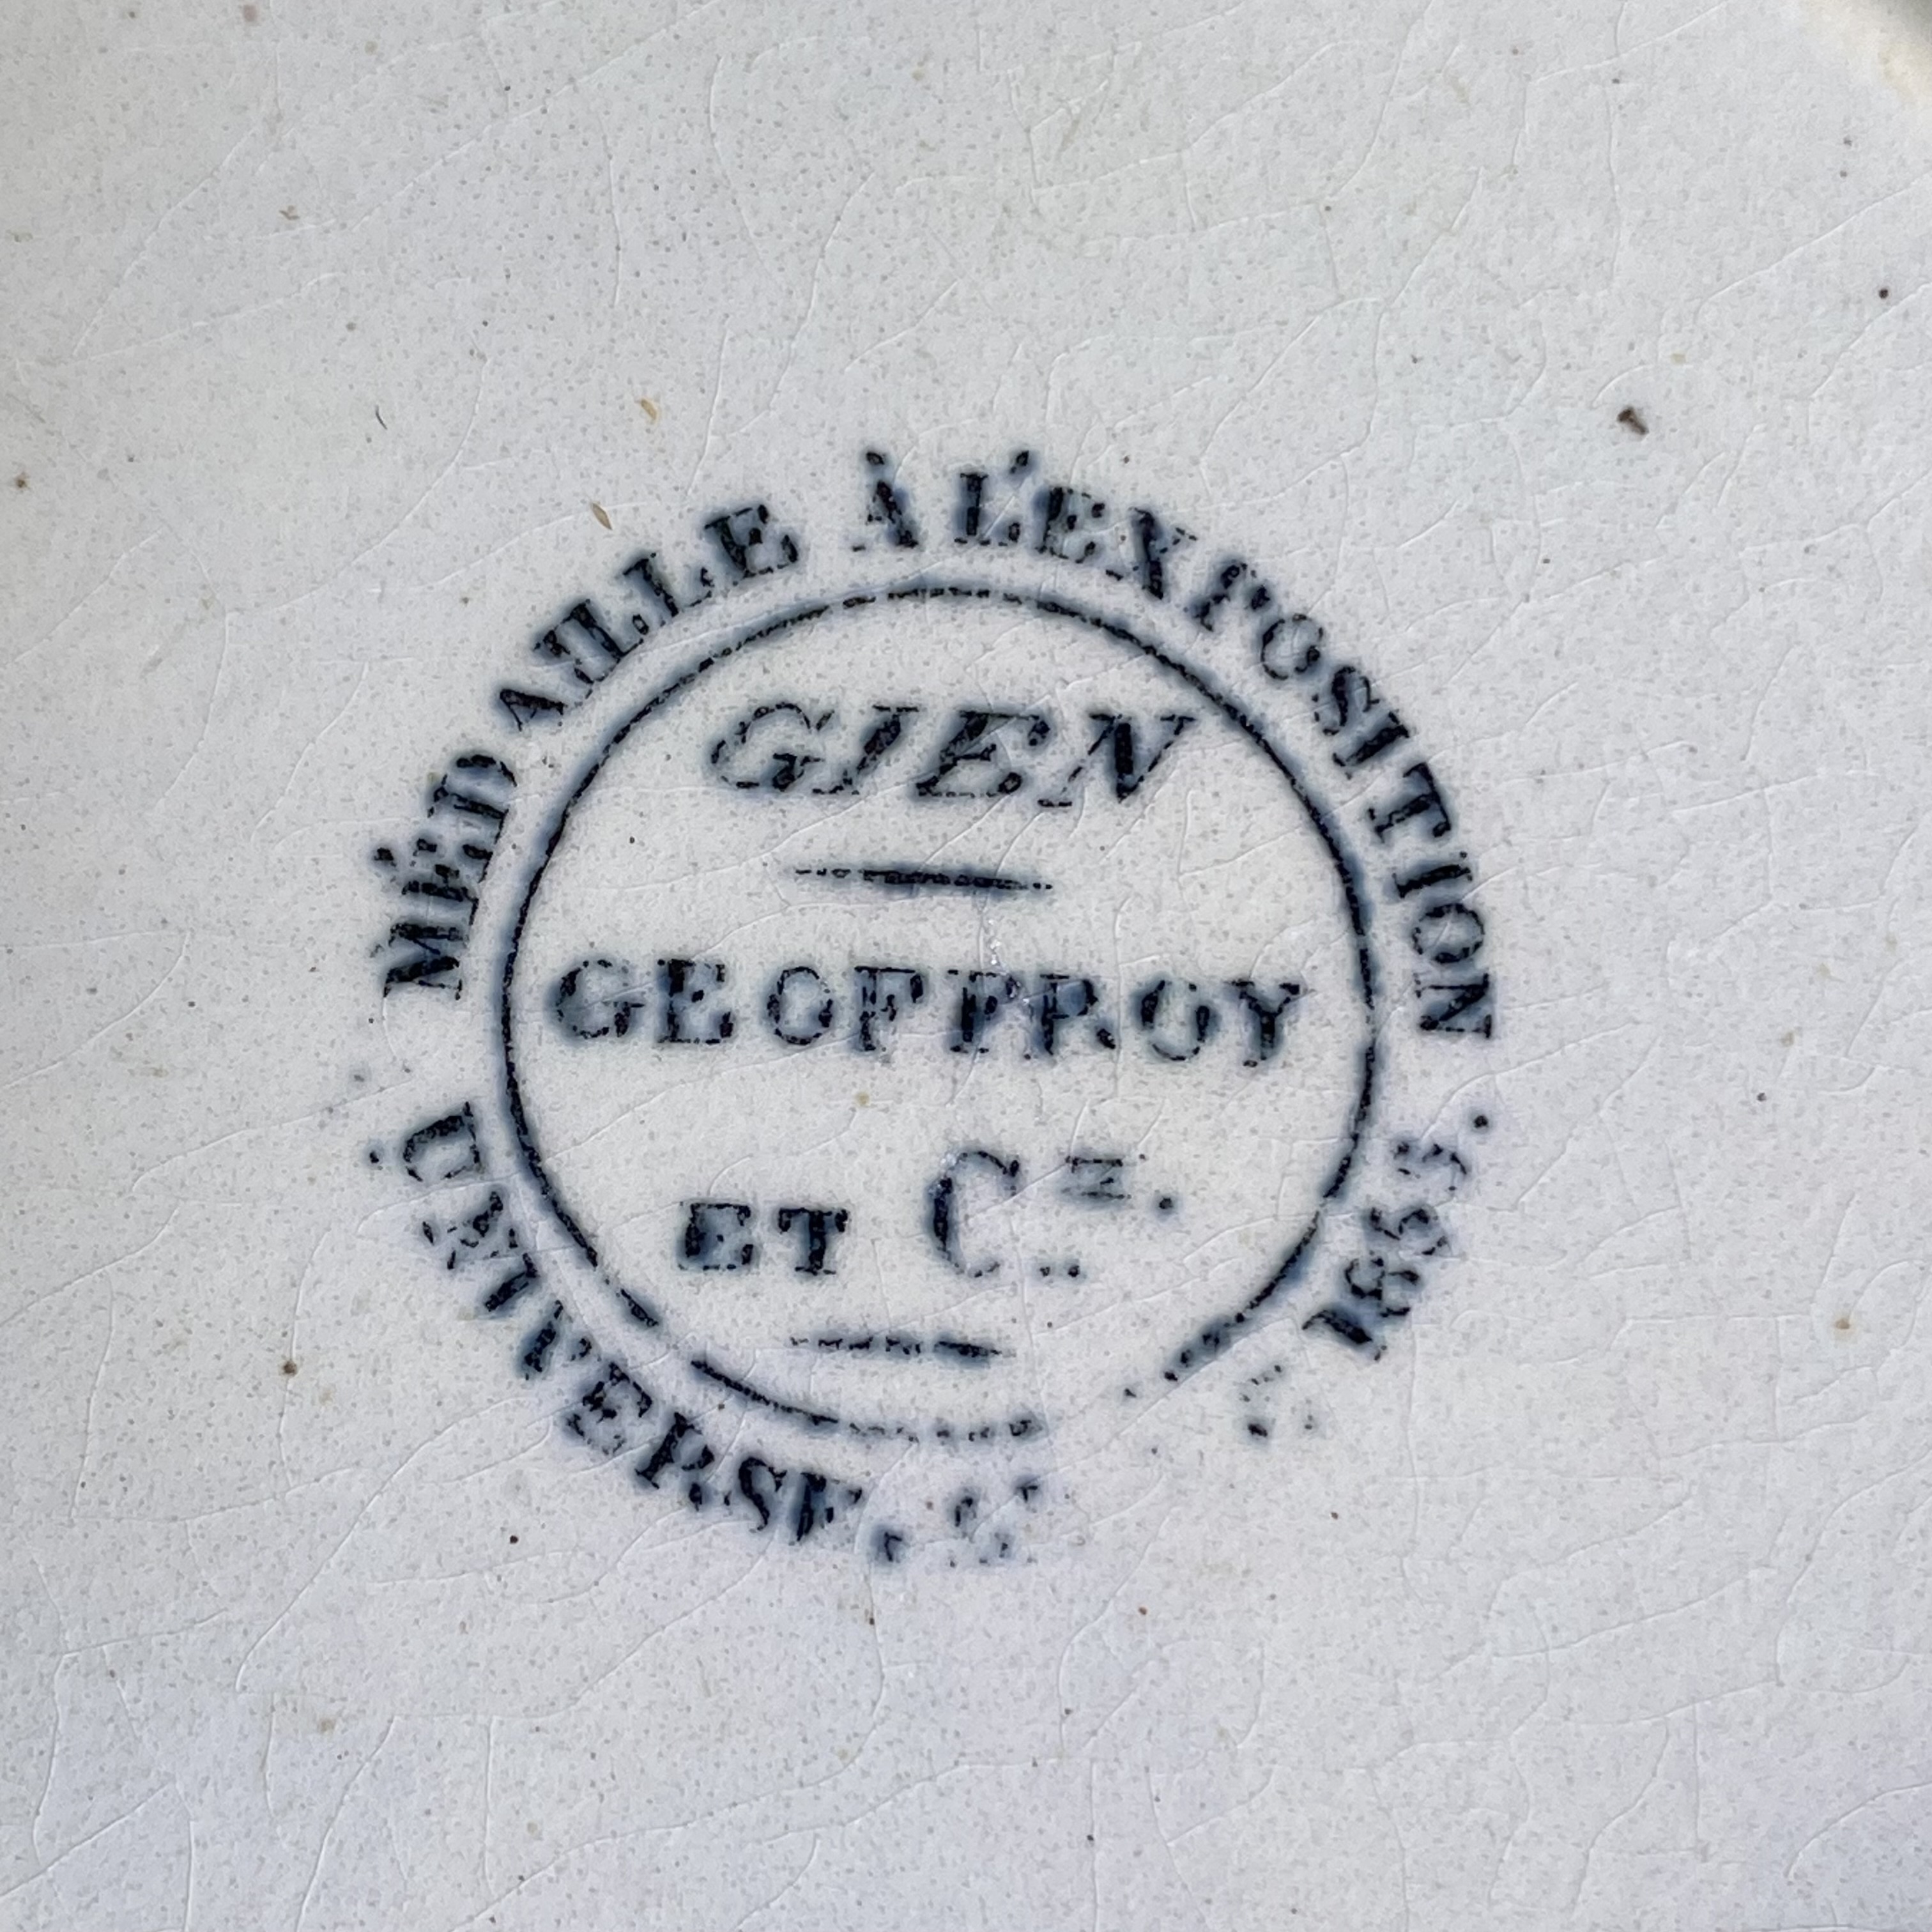 MÉDAILLE À L'EXPOSITION
GIEN
GEOFFROY
ET Cie.
UNIVERSELLE 1855.